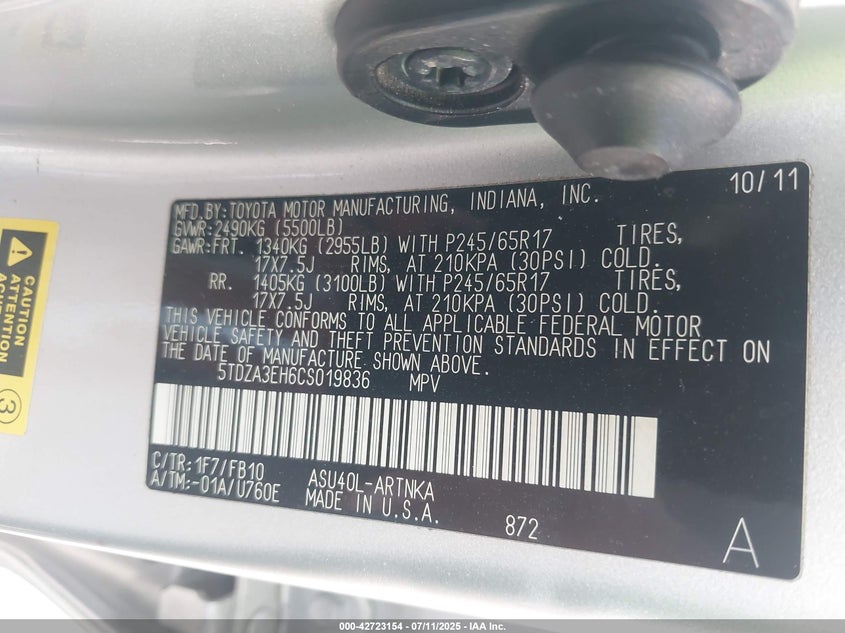 10/11
MFD. BY: TOYOTA MOTOR MANUFACTURING, INDIANA, INC.
GVWR: 2490KG (5500LB)
GAWR: FRT. 1340KG (2955LB) WITH P245/65R17 TIRES,
17X7.5J RIMS, AT 210KPA (30PSI) COLD.
RR. 1405KG (3100LB) WITH P245/65R17 TIRES,
17X7.5J RIMS, AT 210KPA (30PSI) COLD.
THIS VEHICLE CONFORMS TO ALL APPLICABLE FEDERAL MOTOR
VEHICLE SAFETY AND THEFT PREVENTION STANDARDS IN EFFECT ON
THE DATE OF MANUFACTURE SHOWN ABOVE.
5TDZA3EH6CS019836 MPV
C/TR: 1F7/FB10 ASU40L-ARTNKA
A/TM: -01A/U760E MADE IN U.S.A.
872
A
CAUTION
ATTENTION
ATTENTION
3
000-42723154 - 07/11/2025 - IAA Inc.